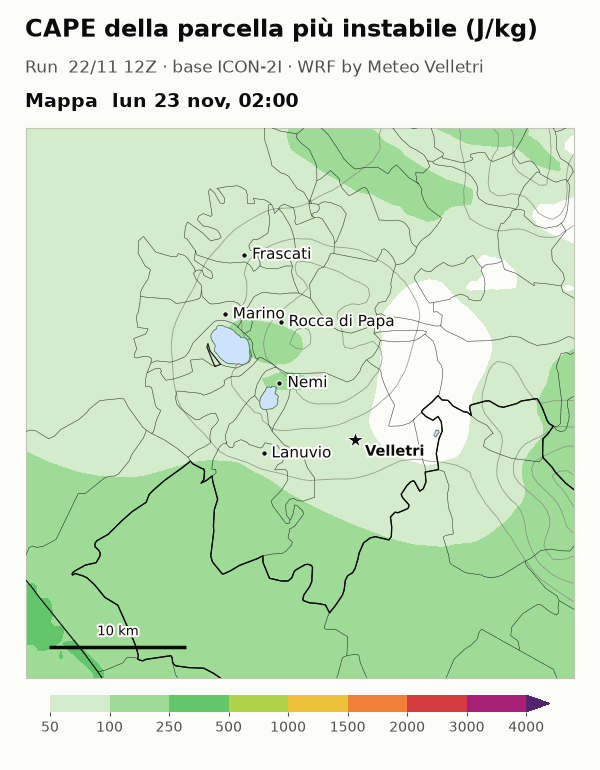 CAPE della parcella più instabile (J/kg)
Run  22/11 12Z · base ICON-2I · WRF by Meteo Velletri
Mappa  lun 23 nov, 02:00
Frascati
Marino
Rocca di Papa
Nemi
Lanuvio
Velletri
10 km
50 100 250 500 1000 1500 2000 3000 4000